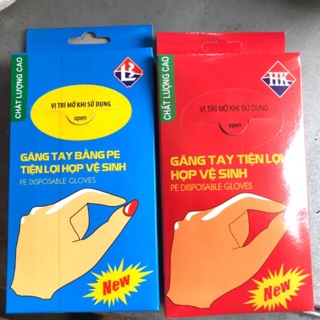 CHẤT LƯỢNG CAO
VỊ TRÍ MỞ KHI SỬ DỤNG
open
GĂNG TAY BẰNG PE
TIỆN LỢI HỢP VỆ SINH
PE DISPOSABLE GLOVES
New
CHẤT LƯỢNG CAO
HK
VỊ TRÍ MỞ KHI SỬ DỤNG
open
GĂNG TAY TIỆN LỢI
HỢP VỆ SINH
PE DISPOSABLE GLOVES
New